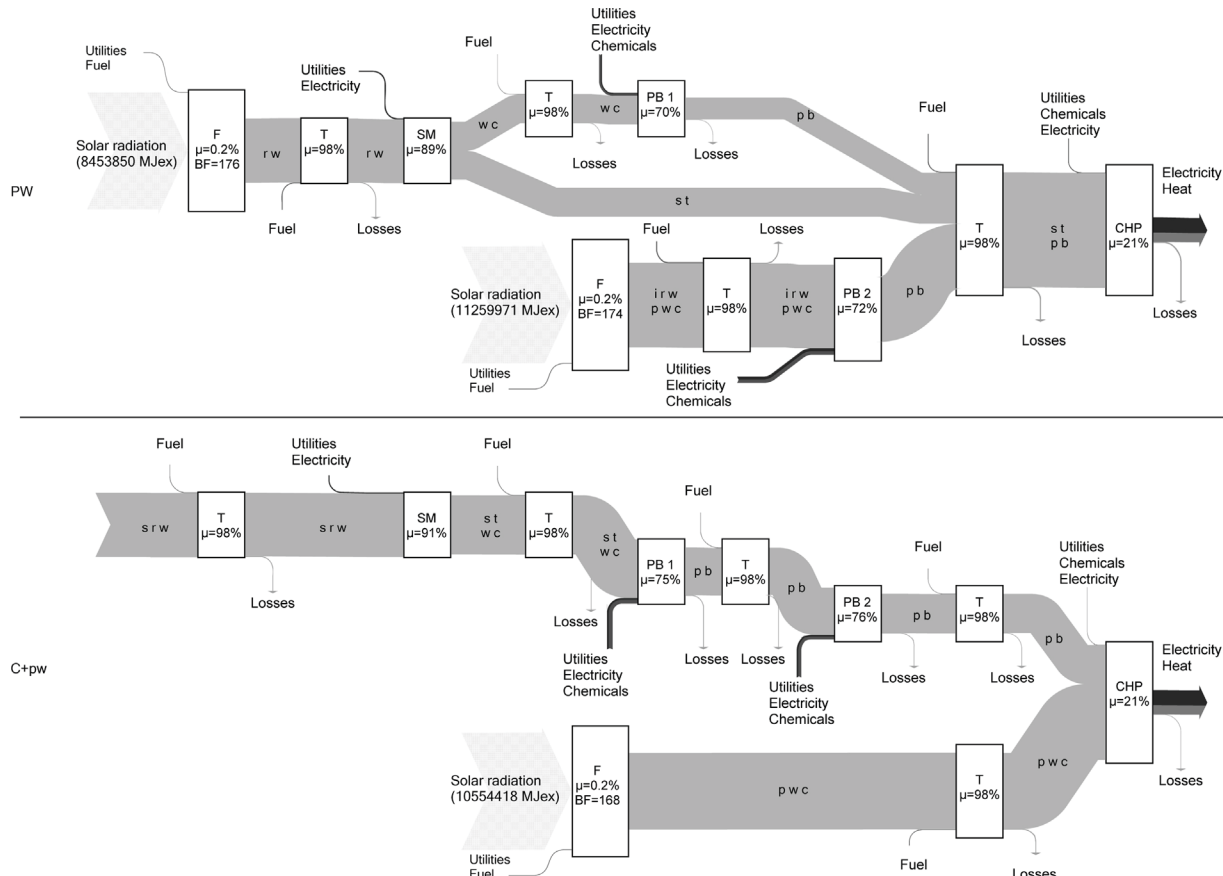 PW
Utilities
Fuel
Solar radiation
(8453850 MJex)
F
μ=0.2%
BF=176
r w
T
μ=98%
Fuel
r w
Losses
Utilities
Electricity
SM
μ=89%
w c
Fuel
T
μ=98%
w c
Losses
Utilities
Electricity
Chemicals
PB 1
μ=70%
Losses
p b
s t
Solar radiation
(11259971 MJex)
Utilities
Fuel
F
μ=0.2%
BF=174
i r w
p w c
Fuel
T
μ=98%
Losses
i r w
p w c
Utilities
Electricity
Chemicals
PB 2
μ=72%
p b
Fuel
T
μ=98%
Losses
s t
p b
Utilities
Chemicals
Electricity
CHP
μ=21%
Electricity
Heat
Losses
C+pw
s r w
Fuel
T
μ=98%
Losses
s r w
Utilities
Electricity
SM
μ=91%
s t
w c
Fuel
T
μ=98%
s t
w c
Losses
Utilities
Electricity
Chemicals
PB 1
μ=75%
p b
Losses
Fuel
T
μ=98%
p b
Losses
Utilities
Electricity
Chemicals
PB 2
μ=76%
p b
Losses
Fuel
T
μ=98%
Losses
p b
Utilities
Chemicals
Electricity
CHP
μ=21%
Electricity
Heat
Losses
Solar radiation
(10554418 MJex)
Utilities
Fuel
F
μ=0.2%
BF=168
p w c
Fuel
T
μ=98%
Losses
p w c